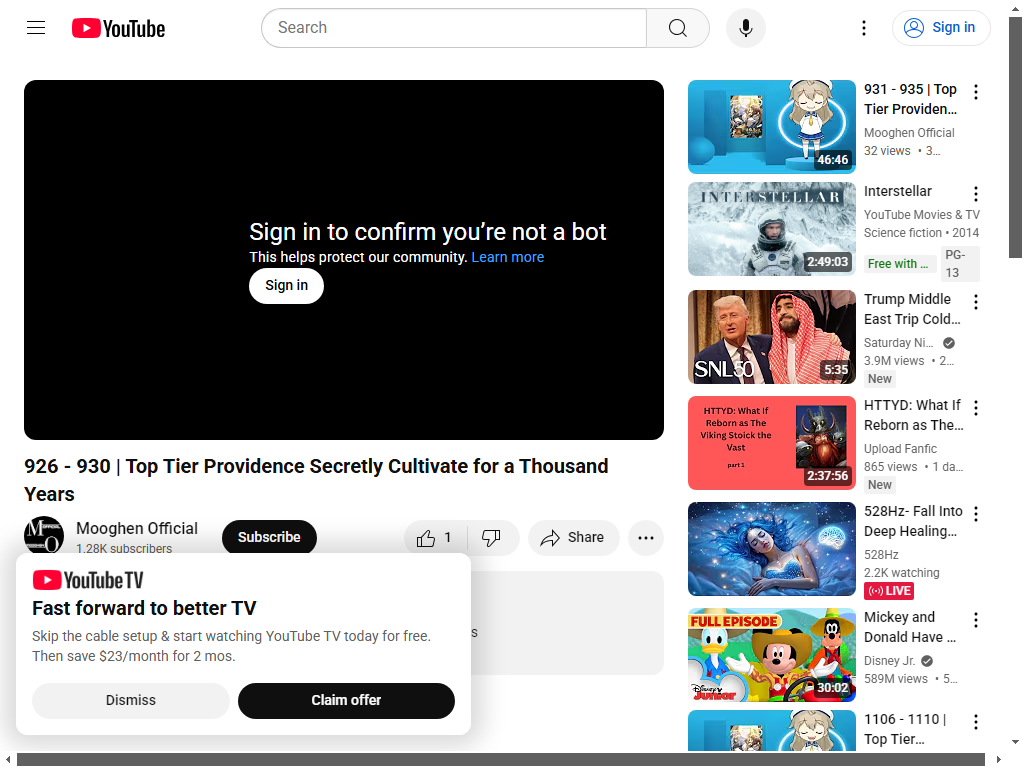 YouTube
Search
Sign in
Sign in to confirm you’re not a bot
This helps protect our community. Learn more
Sign in
926 - 930 | Top Tier Providence Secretly Cultivate for a Thousand
Years
Mooghen Official
1.28K subscribers
Subscribe
1
Share
YouTube TV
Fast forward to better TV
Skip the cable setup & start watching YouTube TV today for free.
Then save $23/month for 2 mos.
Dismiss
Claim offer
46:46
931 - 935 | Top
Tier Providen...
Mooghen Official
32 views • 3...
INTERSTELLAR
2:49:03
Interstellar
YouTube Movies & TV
Science fiction • 2014
Free with ...
PG-
13
SNL50
5:35
Trump Middle
East Trip Cold...
Saturday Ni...
3.9M views • 2...
New
HTTYD: What If
Reborn as The
Viking Stoick the
Vast
part 1
2:37:56
HTTYD: What If
Reborn as The...
Upload Fanfic
865 views • 1 da...
New
528Hz- Fall Into
Deep Healing...
528Hz
2.2K watching
LIVE
FULL EPISODE
Disney Junior
30:02
Mickey and
Donald Have ...
Disney Jr.
589M views • 5...
1106 - 1110 |
Top Tier...